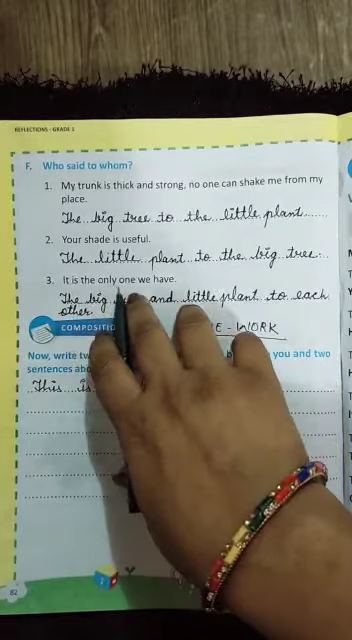 REFLECTIONS - GRADE 1
F. Who said to whom?
1. My trunk is thick and strong, no one can shake me from my
place.
The big tree to the little plant
2. Your shade is useful.
The little plant to the big tree.
3. It is the only one we have.
The big and little plant to each
other.
COMPOSITI E - WORK
Now, write tw you and two
sentences abo
This is
82